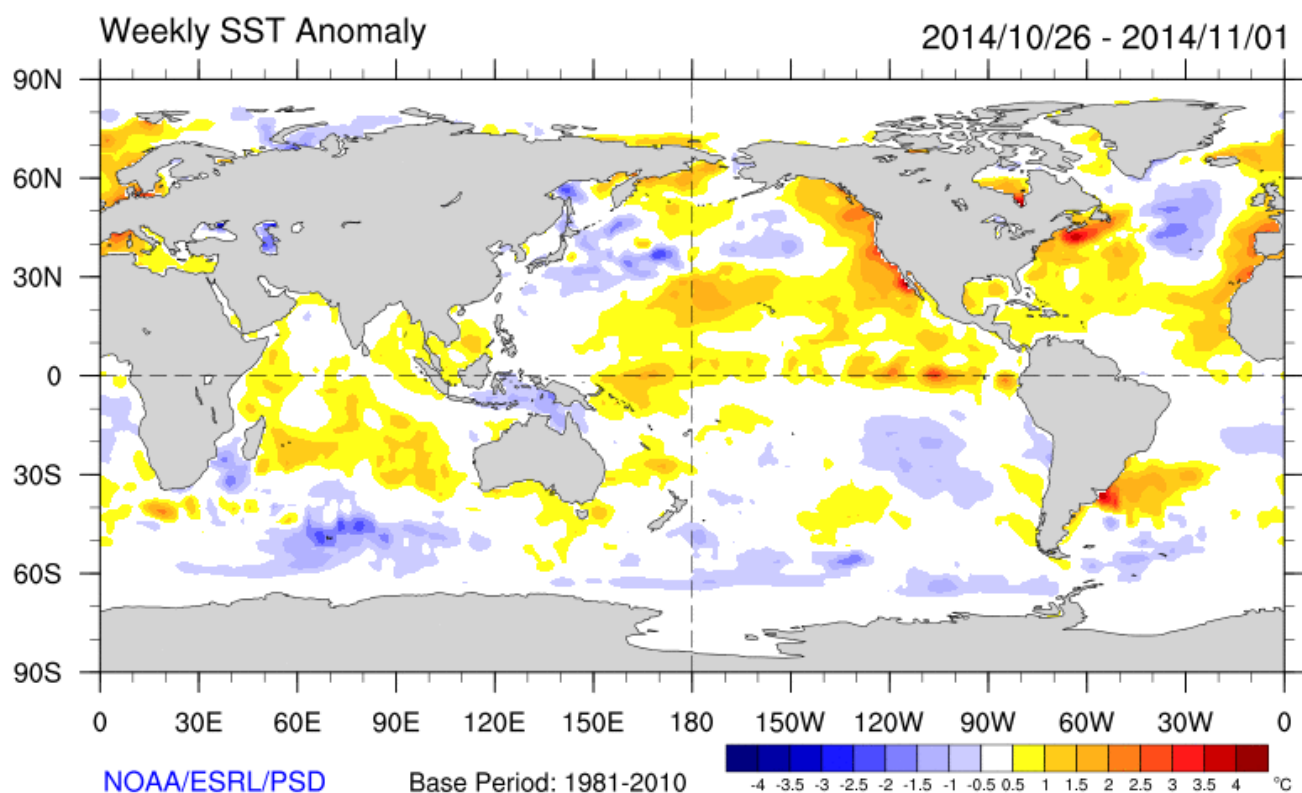 Weekly SST Anomaly
2014/10/26 - 2014/11/01
90N
60N
30N
0
30S
60S
90S
0 30E 60E 90E 120E 150E 180 150W 120W 90W 60W 30W 0
NOAA/ESRL/PSD
Base Period: 1981-2010
-4 -3.5 -3 -2.5 -2 -1.5 -1 -0.5 0.5 1 1.5 2 2.5 3 3.5 4 °C